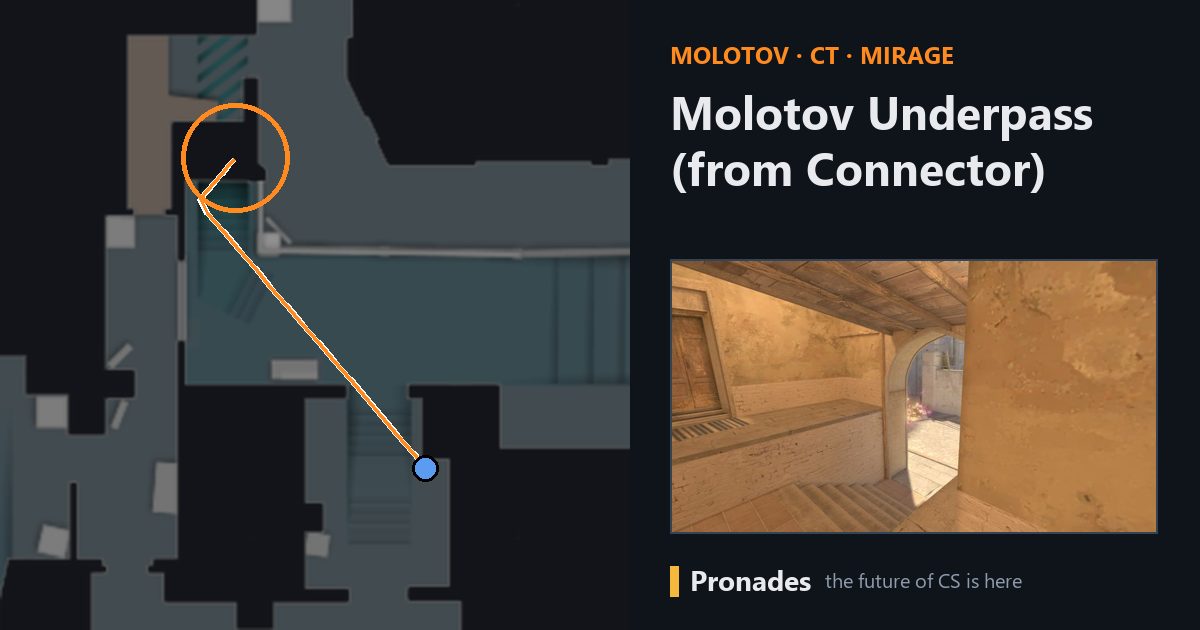 MOLOTOV · CT · MIRAGE
Molotov Underpass
(from Connector)
Pronades the future of CS is here